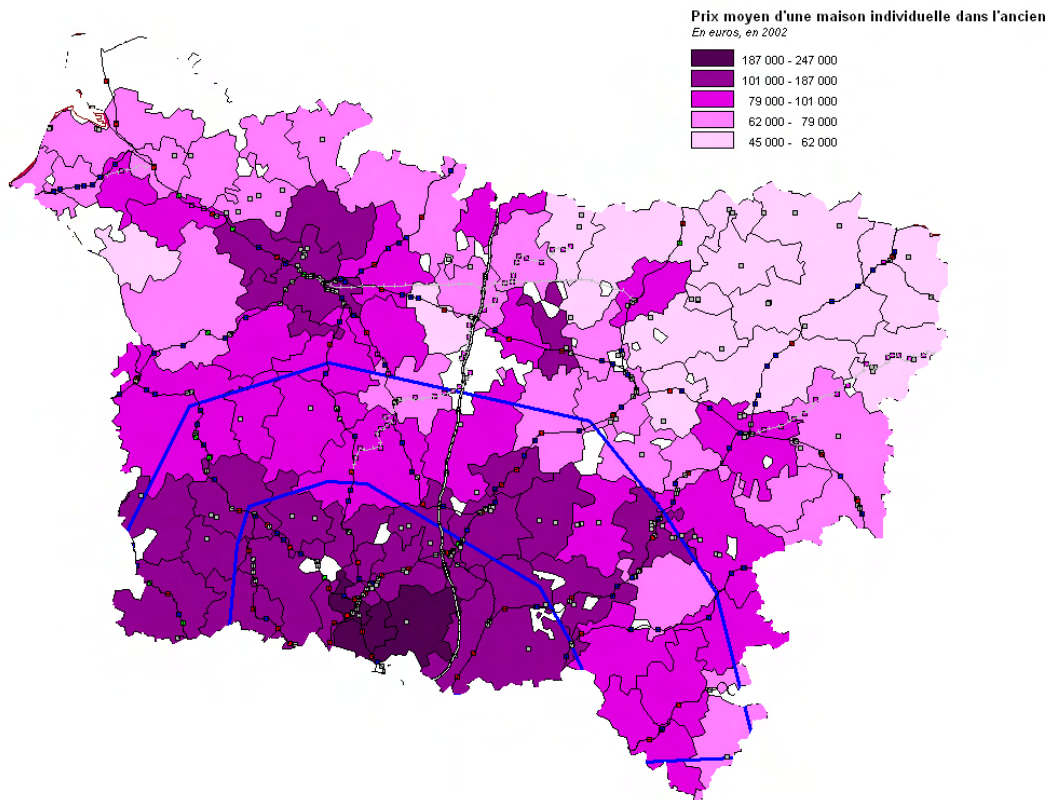 Prix moyen d'une maison individuelle dans l'ancien
En euros, en 2002
187 000 - 247 000
101 000 - 187 000
79 000 - 101 000
62 000 - 79 000
45 000 - 62 000